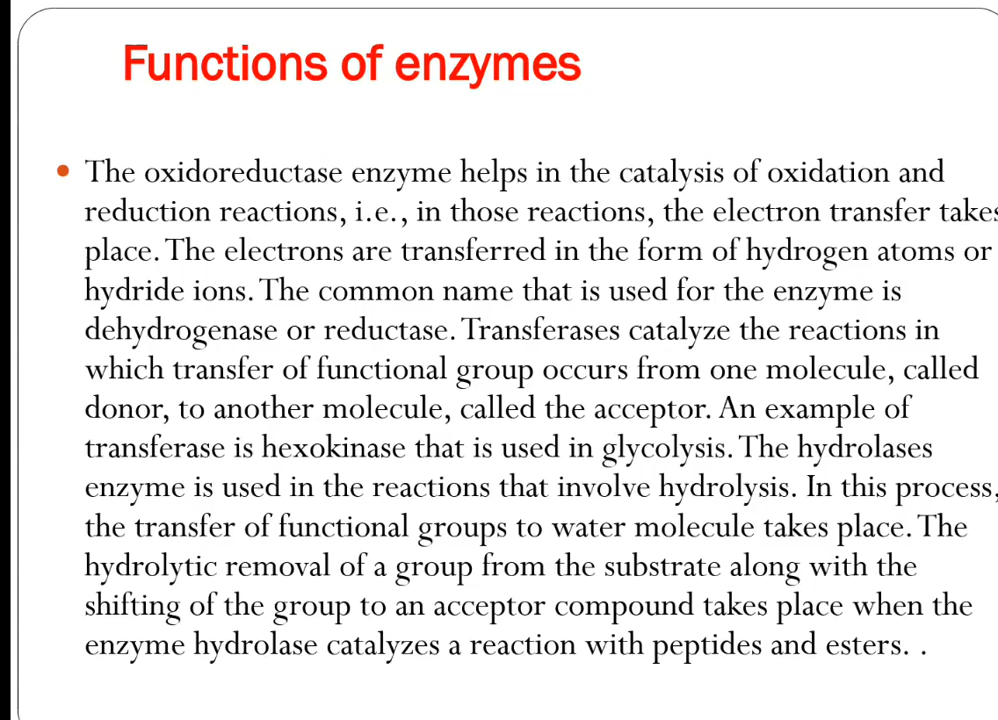 Functions of enzymes
• The oxidoreductase enzyme helps in the catalysis of oxidation and
reduction reactions, i.e., in those reactions, the electron transfer takes
place. The electrons are transferred in the form of hydrogen atoms or
hydride ions. The common name that is used for the enzyme is
dehydrogenase or reductase. Transferases catalyze the reactions in
which transfer of functional group occurs from one molecule, called
donor, to another molecule, called the acceptor. An example of
transferase is hexokinase that is used in glycolysis. The hydrolases
enzyme is used in the reactions that involve hydrolysis. In this process,
the transfer of functional groups to water molecule takes place. The
hydrolytic removal of a group from the substrate along with the
shifting of the group to an acceptor compound takes place when the
enzyme hydrolase catalyzes a reaction with peptides and esters. .